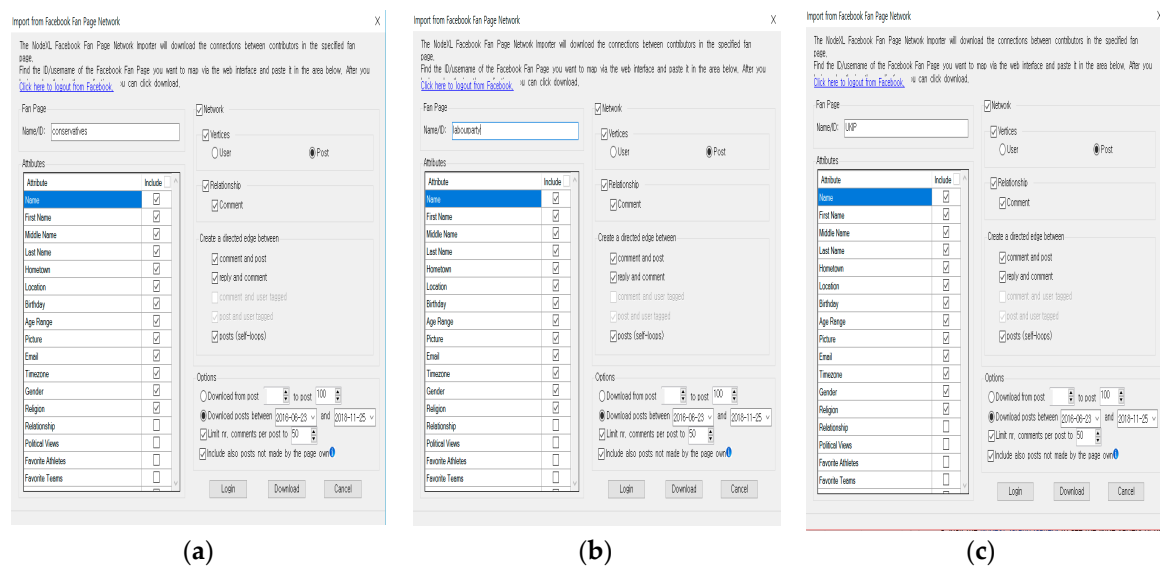 Import from Facebook Fan Page Network X
The NodeXL Facebook Fan Page Network Importer will download the connections between contributors in the specified fan
page.
Find the ID/username of the Facebook Fan Page you want to map via the web interface and paste it in the area below. After you
Click here to logout from Facebook. can click download.
Fan Page
Name/ID: conservatives
Attributes
Attribute Include
Name
First Name
Middle Name
Last Name
Hometown
Location
Birthday
Age Range
Picture
Email
Timezone
Gender
Religion
Relationship
Political Views
Favorite Athletes
Favorite Teams
Network
Vertices
User Post
Relationship
Comment
Create a directed edge between
comment and post
reply and comment
comment and user tagged
post and user tagged
posts (self-loops)
Options
Download from post to post 100
Download posts between 2016-06-23 and 2018-11-25
Limit nr. comments per post to 50
Include also posts not made by the page own
Login Download Cancel
(a)
Import from Facebook Fan Page Network X
The NodeXL Facebook Fan Page Network Importer will download the connections between contributors in the specified fan
page.
Find the ID/username of the Facebook Fan Page you want to map via the web interface and paste it in the area below. After you
Click here to logout from Facebook. can click download.
Fan Page
Name/ID: labourparty
Attributes
Attribute Include
Name
First Name
Middle Name
Last Name
Hometown
Location
Birthday
Age Range
Picture
Email
Timezone
Gender
Religion
Relationship
Political Views
Favorite Athletes
Favorite Teams
Network
Vertices
User Post
Relationship
Comment
Create a directed edge between
comment and post
reply and comment
comment and user tagged
post and user tagged
posts (self-loops)
Options
Download from post to post 100
Download posts between 2016-06-23 and 2018-11-25
Limit nr. comments per post to 50
Include also posts not made by the page own
Login Download Cancel
(b)
Import from Facebook Fan Page Network X
The NodeXL Facebook Fan Page Network Importer will download the connections between contributors in the specified fan
page.
Find the ID/username of the Facebook Fan Page you want to map via the web interface and paste it in the area below. After you
Click here to logout from Facebook. can click download.
Fan Page
Name/ID: UKIP
Attributes
Attribute Include
Name
First Name
Middle Name
Last Name
Hometown
Location
Birthday
Age Range
Picture
Email
Timezone
Gender
Religion
Relationship
Political Views
Favorite Athletes
Favorite Teams
Network
Vertices
User Post
Relationship
Comment
Create a directed edge between
comment and post
reply and comment
comment and user tagged
post and user tagged
posts (self-loops)
Options
Download from post to post 100
Download posts between 2016-06-23 and 2018-11-25
Limit nr. comments per post to 50
Include also posts not made by the page own
Login Download Cancel
(c)